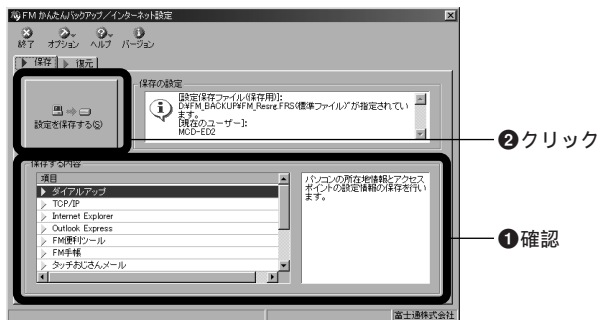 FM かんたんバックアップ／インターネット設定
終了 オプション ヘルプ バージョン
保存 復元
設定を保存する(S)
保存の設定
[設定保存ファイル(保存用)]:
D:¥FM_BACKUP¥FM_Resre.FRS(標準ファイル)"が指定されてい
ます。
[現在のユーザー]:
MCD-ED2
❷クリック
保存する内容
項目
ダイアルアップ
TCP/IP
Internet Explorer
Outlook Express
FM便利ツール
FM手帳
タッチおじさんメール
パソコンの所在地情報とアクセス
ポイントの設定情報の保存を行い
ます。
❶確認
富士通株式会社